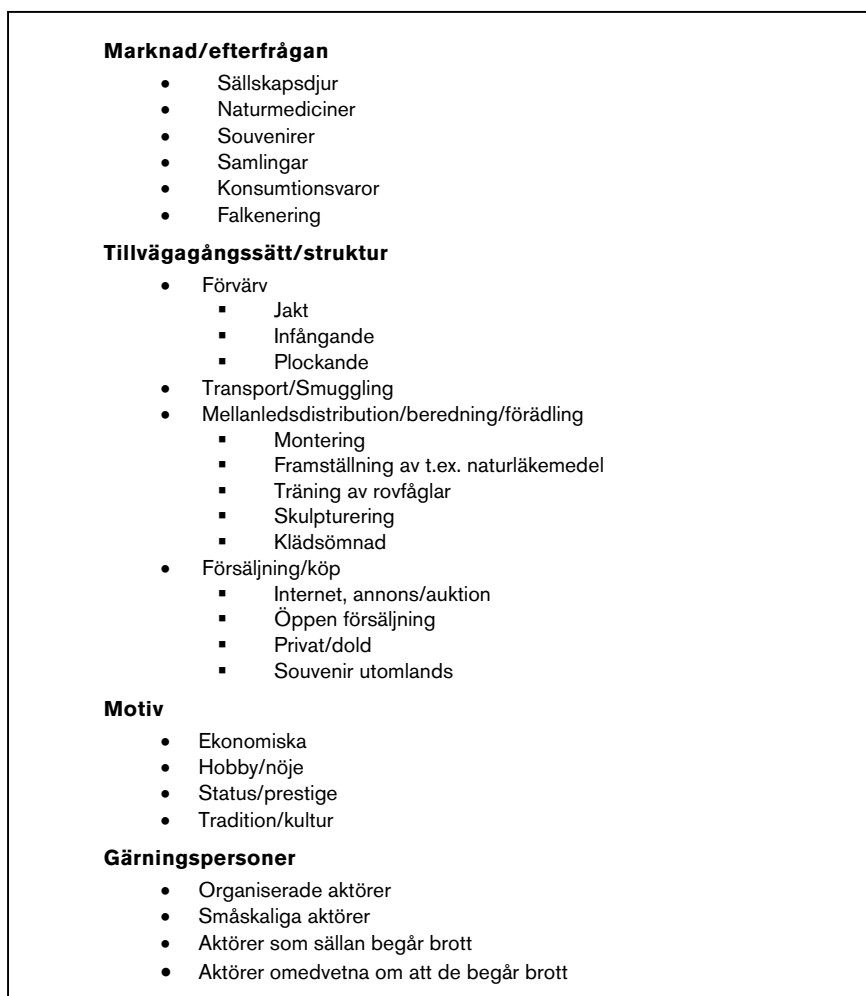 Marknad/efterfrågan
• Sällskapsdjur
• Naturmediciner
• Souvenirer
• Samlingar
• Konsumtionsvaror
• Falkenering
Tillvägagångssätt/struktur
• Förvärv
▪ Jakt
▪ Infångande
▪ Plockande
• Transport/Smuggling
• Mellanledsdistribution/beredning/förädling
▪ Montering
▪ Framställning av t.ex. naturläkemedel
▪ Träning av rovfåglar
▪ Skulpturering
▪ Klädsömnad
• Försäljning/köp
▪ Internet, annons/auktion
▪ Öppen försäljning
▪ Privat/dold
▪ Souvenir utomlands
Motiv
• Ekonomiska
• Hobby/nöje
• Status/prestige
• Tradition/kultur
Gärningspersoner
• Organiserade aktörer
• Småskaliga aktörer
• Aktörer som sällan begår brott
• Aktörer omedvetna om att de begår brott